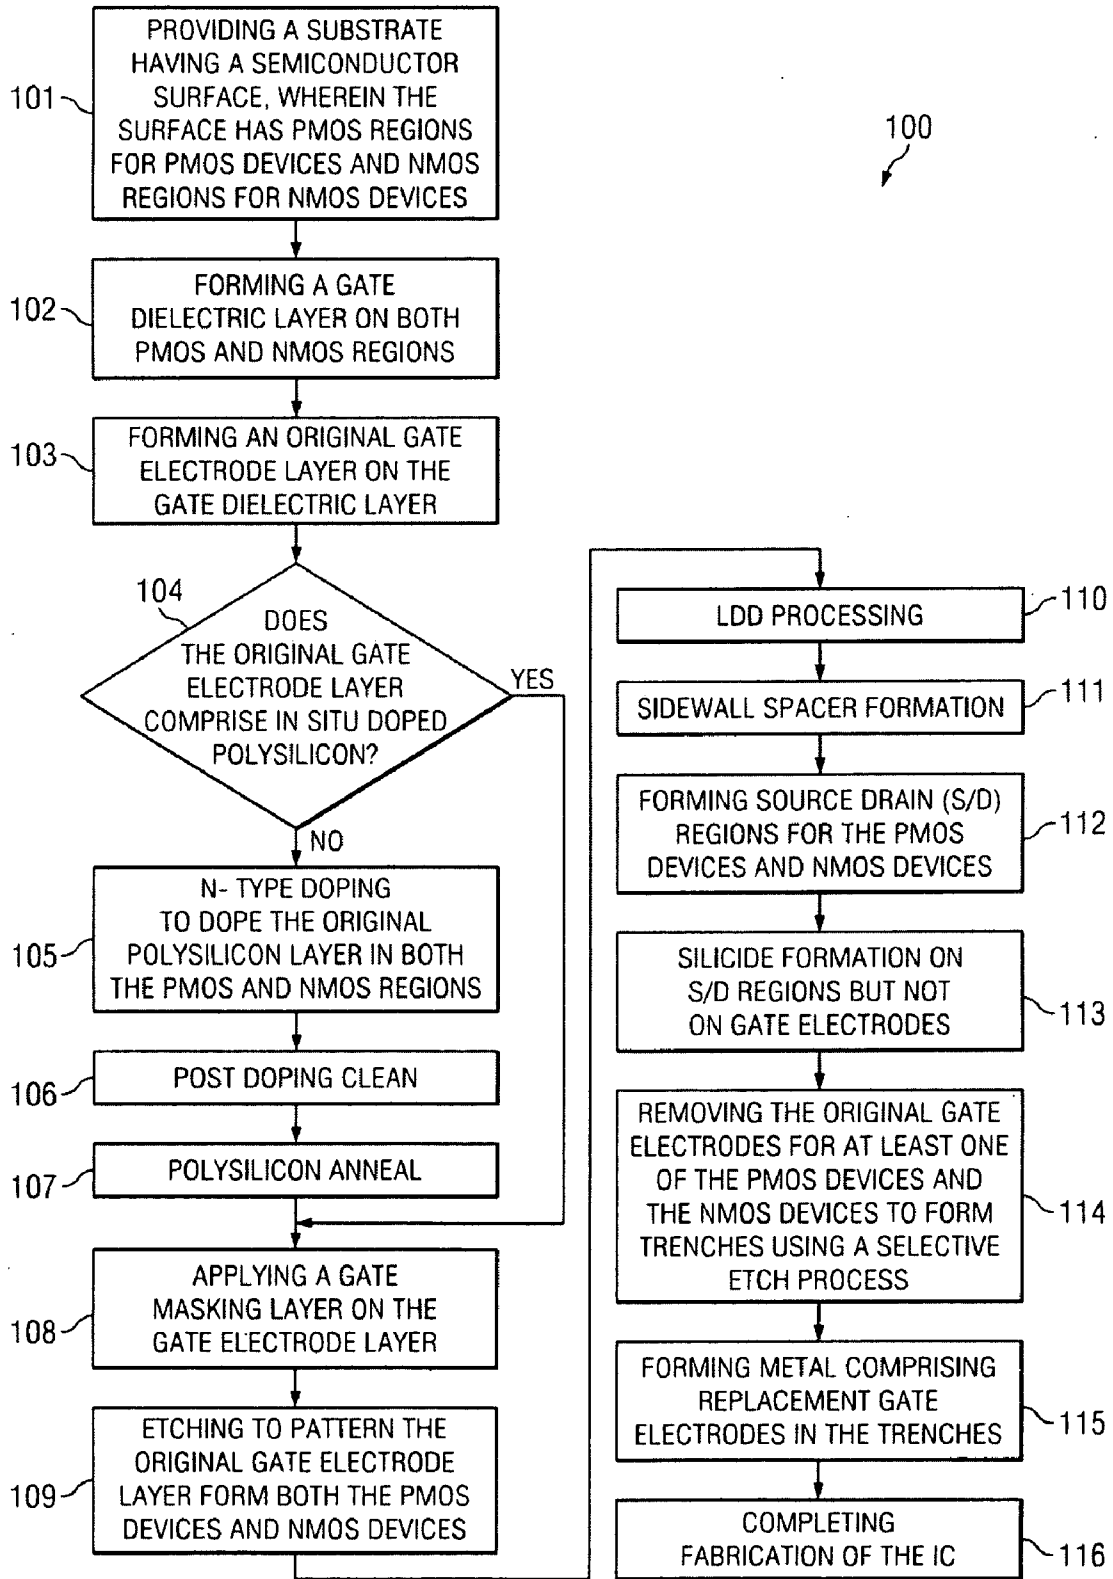 PROVIDING A SUBSTRATE
HAVING A SEMICONDUCTOR
SURFACE, WHEREIN THE
SURFACE HAS PMOS REGIONS
FOR PMOS DEVICES AND NMOS
REGIONS FOR NMOS DEVICES
101
100
FORMING A GATE
DIELECTRIC LAYER ON BOTH
PMOS AND NMOS REGIONS
102
FORMING AN ORIGINAL GATE
ELECTRODE LAYER ON THE
GATE DIELECTRIC LAYER
103
104
DOES
THE ORIGINAL GATE
ELECTRODE LAYER
COMPRISE IN SITU DOPED
POLYSILICON?
YES
NO
N- TYPE DOPING
TO DOPE THE ORIGINAL
POLYSILICON LAYER IN BOTH
THE PMOS AND NMOS REGIONS
105
POST DOPING CLEAN
106
POLYSILICON ANNEAL
107
APPLYING A GATE
MASKING LAYER ON THE
GATE ELECTRODE LAYER
108
ETCHING TO PATTERN THE
ORIGINAL GATE ELECTRODE
LAYER FORM BOTH THE PMOS
DEVICES AND NMOS DEVICES
109
LDD PROCESSING
110
SIDEWALL SPACER FORMATION
111
FORMING SOURCE DRAIN (S/D)
REGIONS FOR THE PMOS
DEVICES AND NMOS DEVICES
112
SILICIDE FORMATION ON
S/D REGIONS BUT NOT
ON GATE ELECTRODES
113
REMOVING THE ORIGINAL GATE
ELECTRODES FOR AT LEAST ONE
OF THE PMOS DEVICES AND
THE NMOS DEVICES TO FORM
TRENCHES USING A SELECTIVE
ETCH PROCESS
114
FORMING METAL COMPRISING
REPLACEMENT GATE
ELECTRODES IN THE TRENCHES
115
COMPLETING
FABRICATION OF THE IC
116